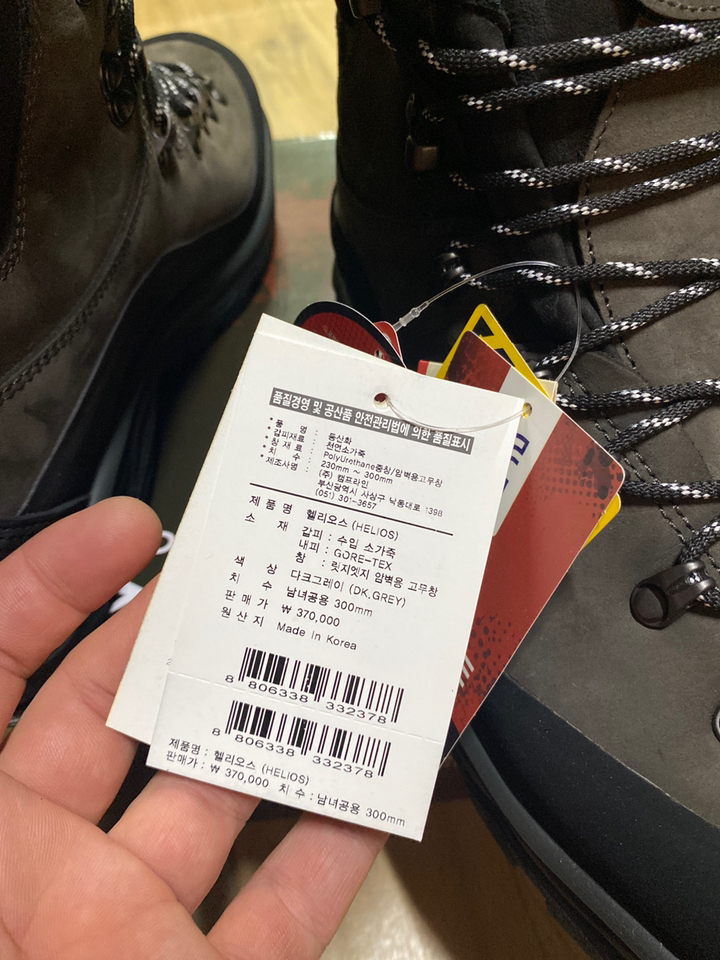 품질경영 및 공산품 안전관리법에 의한 품질표시
* 품 명 : 등산화
* 갑피재료 : 천연소가죽
* 창 재 료 : PolyUrethane중창/암벽용고무창
* 치 수 : 230mm ~ 300mm
* 제조사명 : (주) 캠프라인
부산광역시 사상구 낙동대로 1398
(051) 301-3657
제 품 명 헬리오스 (HELIOS)
소 재 갑피 : 수입 소가죽
내피 : GORE-TEX
창 : 릿지엣지 암벽용 고무창
색 상 다크그레이 (DK.GREY)
치 수 남녀공용 300mm
판 매 가 ₩ 370,000
원 산 지 Made In Korea
8 806338 332378
8 806338 332378
제품명 : 헬리오스 (HELIOS)
판매가 : ₩ 370,000 치 수 : 남녀공용 300mm